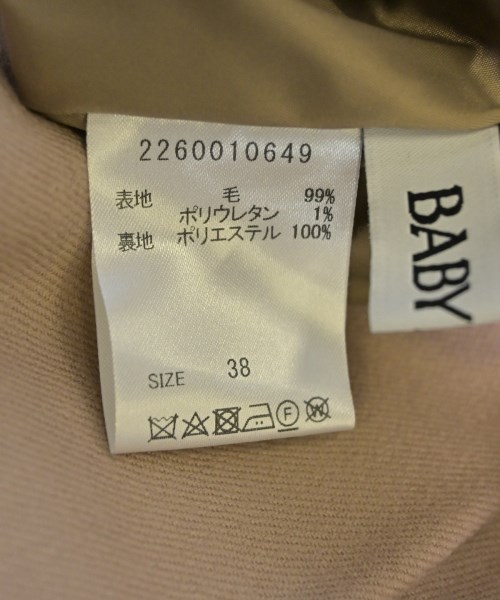 2260010649
表地 毛 99%
ポリウレタン 1%
裏地 ポリエステル 100%
SIZE 38
F
W
BABY